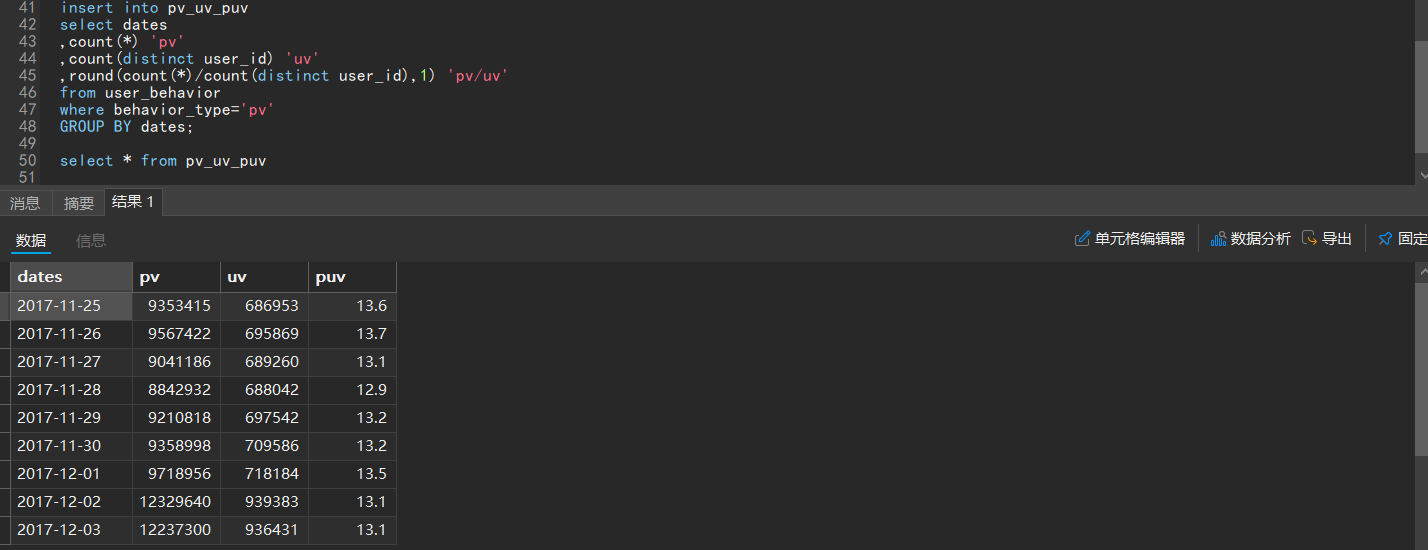 41 insert into pv_uv_puv
42 select dates
43 ,count(*) 'pv'
44 ,count(distinct user_id) 'uv'
45 ,round(count(*)/count(distinct user_id),1) 'pv/uv'
46 from user_behavior
47 where behavior_type='pv'
48 GROUP BY dates;
49
50 select * from pv_uv_puv
51
消息 摘要 结果 1
数据 信息 单元格编辑器 数据分析 导出 固定
dates pv uv puv
2017-11-25 9353415 686953 13.6
2017-11-26 9567422 695869 13.7
2017-11-27 9041186 689260 13.1
2017-11-28 8842932 688042 12.9
2017-11-29 9210818 697542 13.2
2017-11-30 9358998 709586 13.2
2017-12-01 9718956 718184 13.5
2017-12-02 12329640 939383 13.1
2017-12-03 12237300 936431 13.1